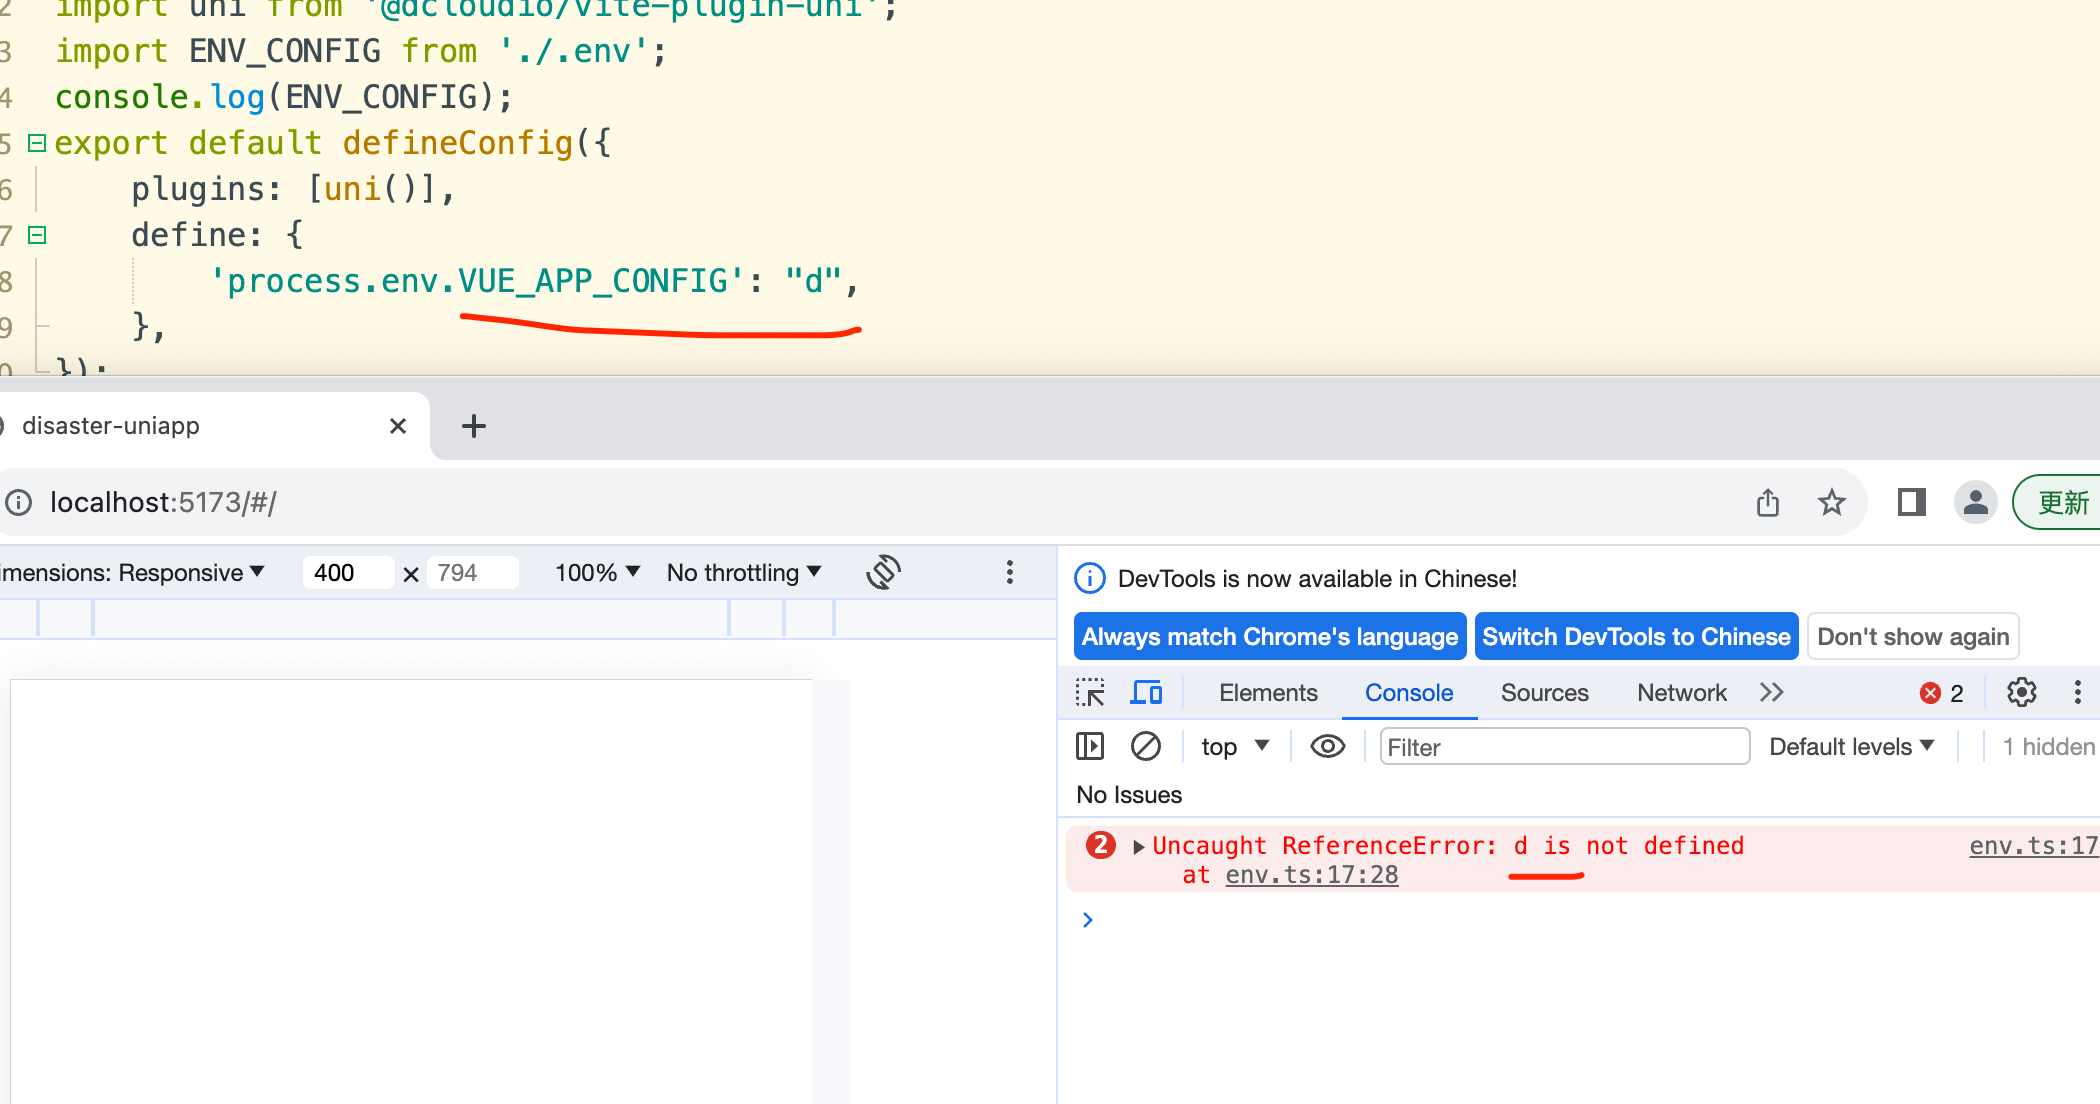 2 import uni from '@dcloudio/vite-plugin-uni';
3 import ENV_CONFIG from './.env';
4 console.log(ENV_CONFIG);
5 export default defineConfig({
6 plugins: [uni()],
7 define: {
8 'process.env.VUE_APP_CONFIG': "d",
9 },
0 });
disaster-uniapp
localhost:5173/#/
更新
imensions: Responsive 400 × 794 100% No throttling
DevTools is now available in Chinese!
Always match Chrome's language Switch DevTools to Chinese Don't show again
Elements Console Sources Network 2
top Filter Default levels 1 hidden
No Issues
2 Uncaught ReferenceError: d is not defined env.ts:17
at env.ts:17:28